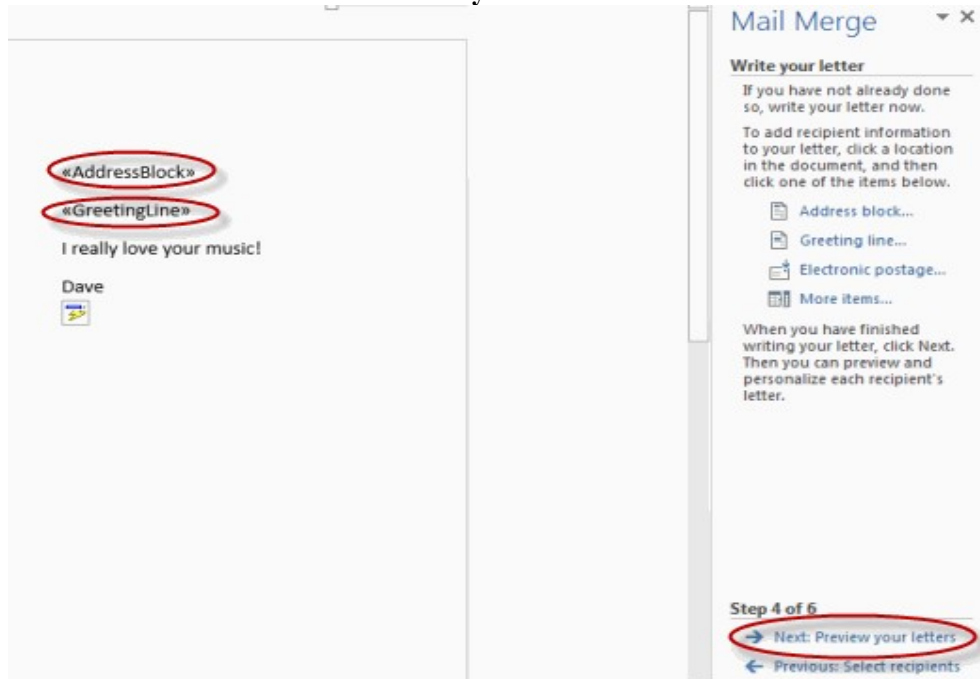 y
Mail Merge
Write your letter
If you have not already done
so, write your letter now.
To add recipient information
to your letter, click a location
in the document, and then
click one of the items below.
Address block...
Greeting line...
Electronic postage...
More items...
When you have finished
writing your letter, click Next.
Then you can preview and
personalize each recipient's
letter.
Step 4 of 6
Next: Preview your letters
Previous: Select recipients
«AddressBlock»
«GreetingLine»
I really love your music!
Dave